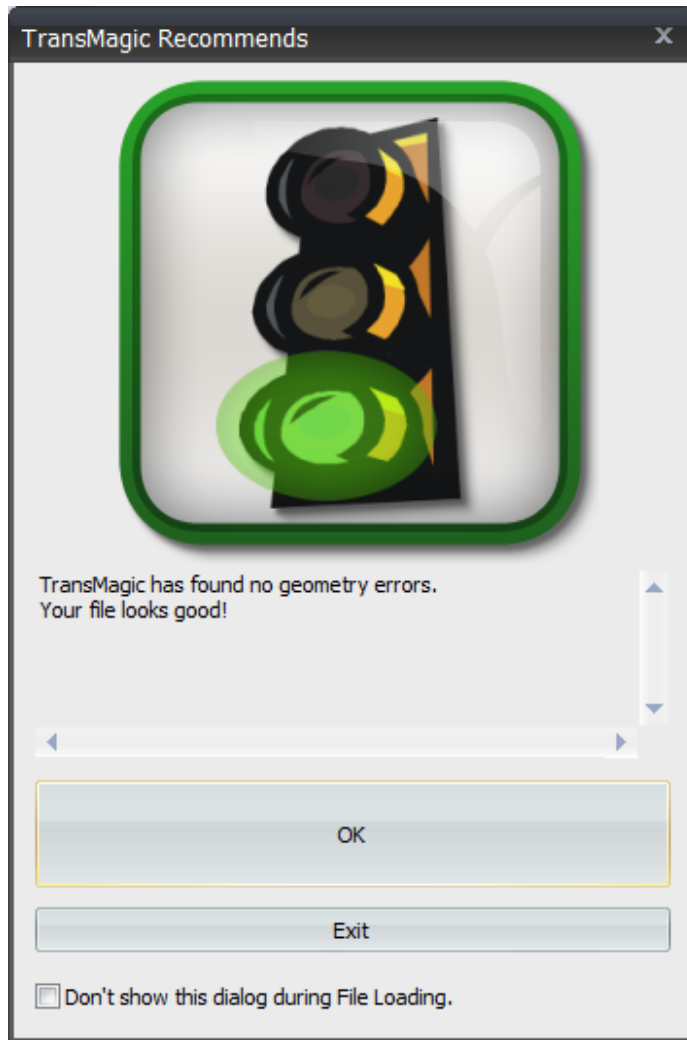 TransMagic Recommends
TransMagic has found no geometry errors.
Your file looks good!
OK
Exit
Don't show this dialog during File Loading.